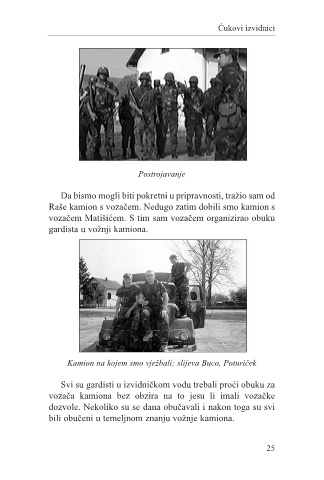 Ćukovi izvidnici
Postrojavanje
Da bismo mogli biti pokretni u pripravnosti, tražio sam od
Raše kamion s vozačem. Nedugo zatim dobili smo kamion s
vozačem Matišićem. S tim sam vozačem organizirao obuku
gardista u vožnji kamiona.
Kamion na kojem smo vježbali; slijeva Buco, Poturiček
Svi su gardisti u izvidničkom vodu trebali proći obuku za
vozača kamiona bez obzira na to jesu li imali vozačke
dozvole. Nekoliko su se dana obučavali i nakon toga su svi
bili obučeni u temeljnom znanju vožnje kamiona.
25